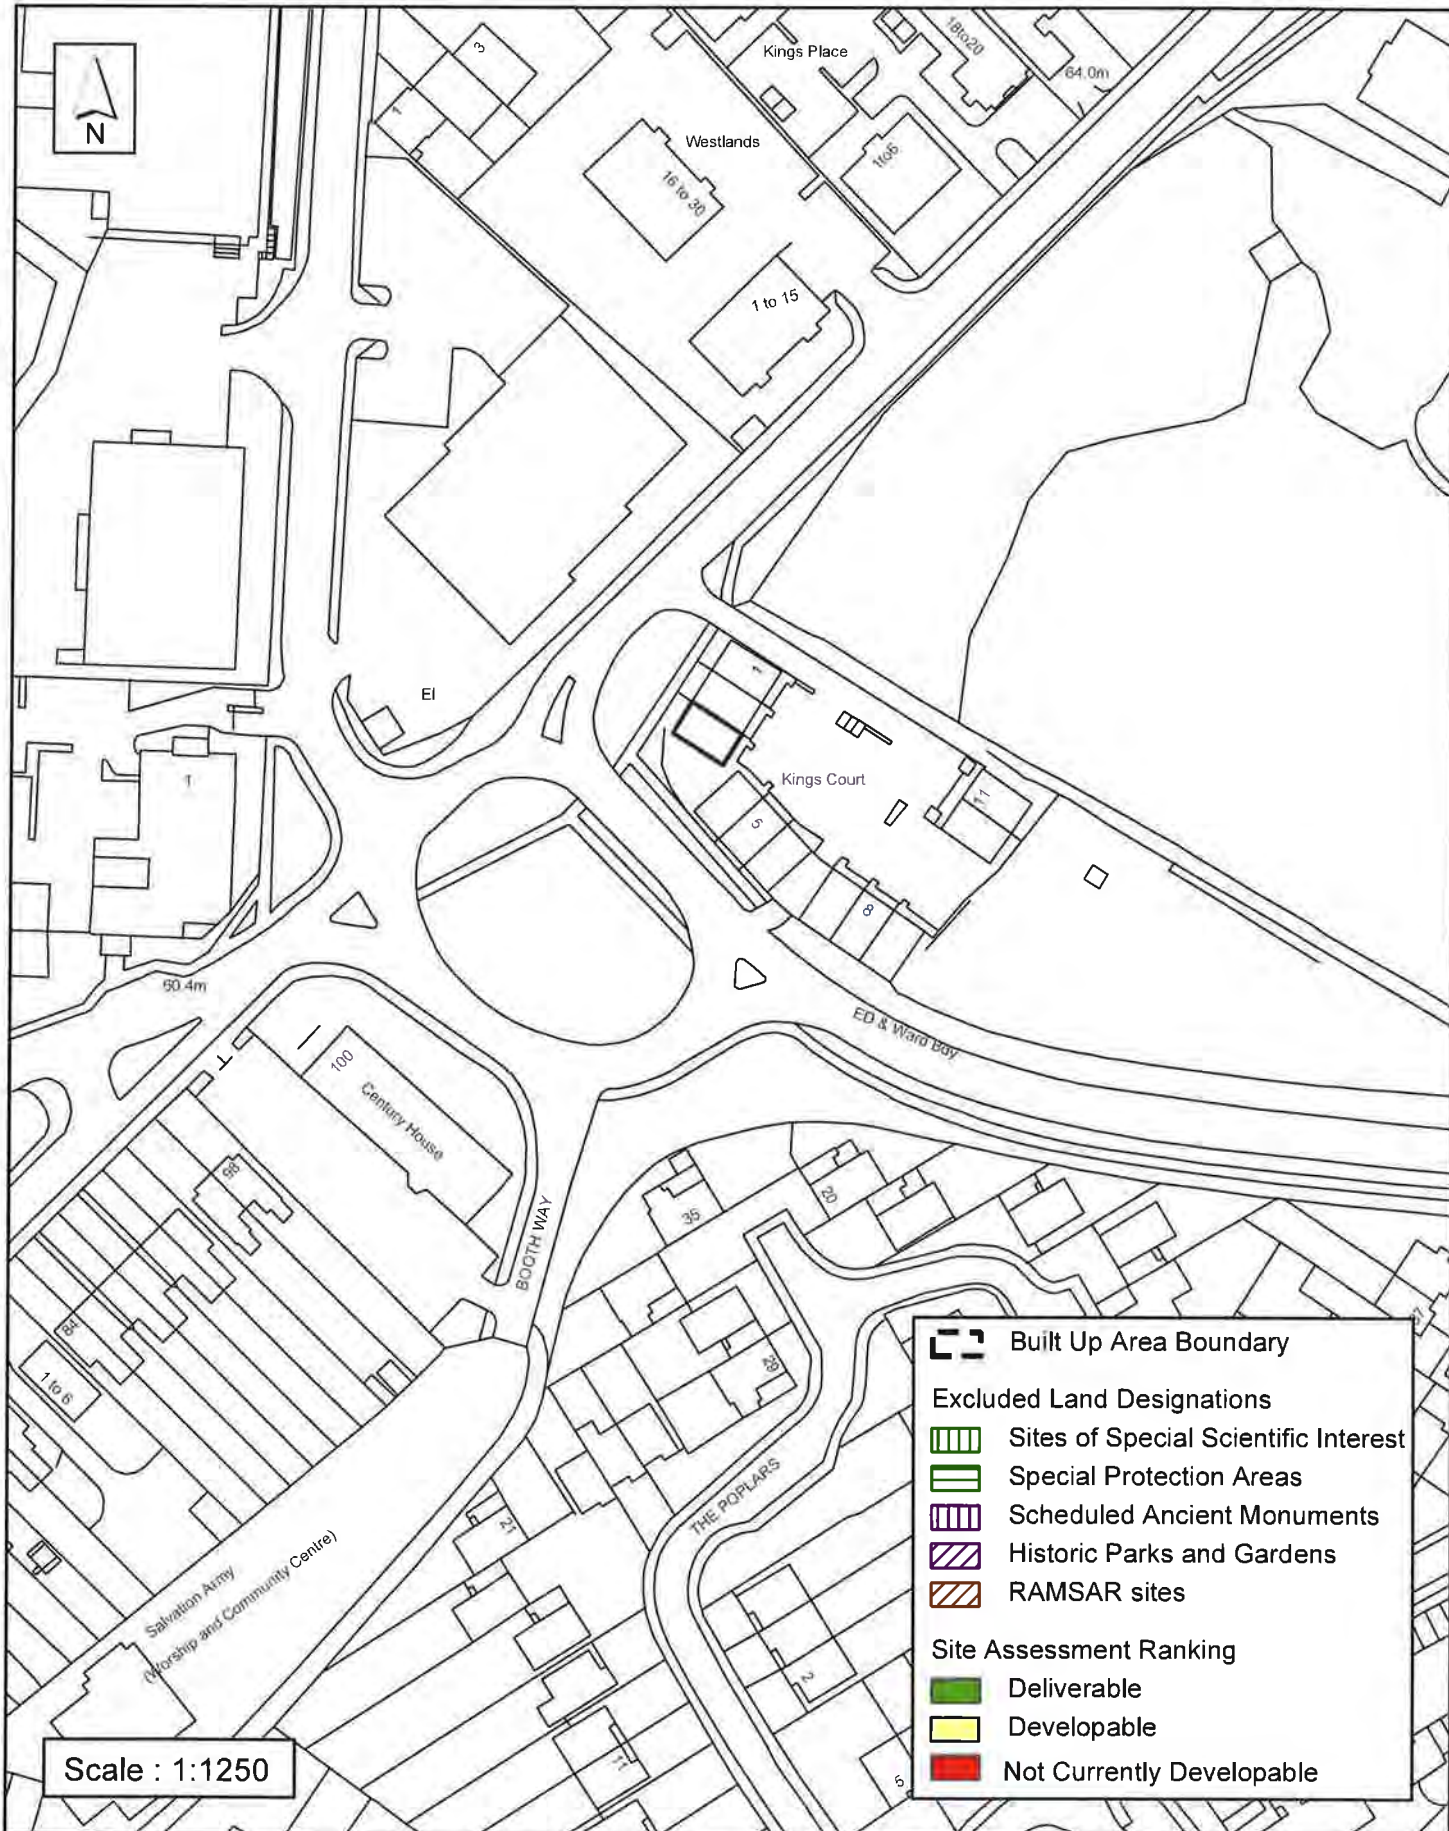 N
3
1
Kings Place
18to20
64.0m
Westlands
16 to 30
1to6
1 to 15
El
1
Kings Court
5
11
8
1
60.4m
ED & Ward Bdy
100
Century House
98
BOOTH WAY
35
20
84
1 to 6
29
THE POPLARS
21
Salvation Army
(Worship and Community Centre)
2
11
5
67
Built Up Area Boundary
Excluded Land Designations
Sites of Special Scientific Interest
Special Protection Areas
Scheduled Ancient Monuments
Historic Parks and Gardens
RAMSAR sites
Site Assessment Ranking
Deliverable
Developable
Not Currently Developable
Scale : 1:1250